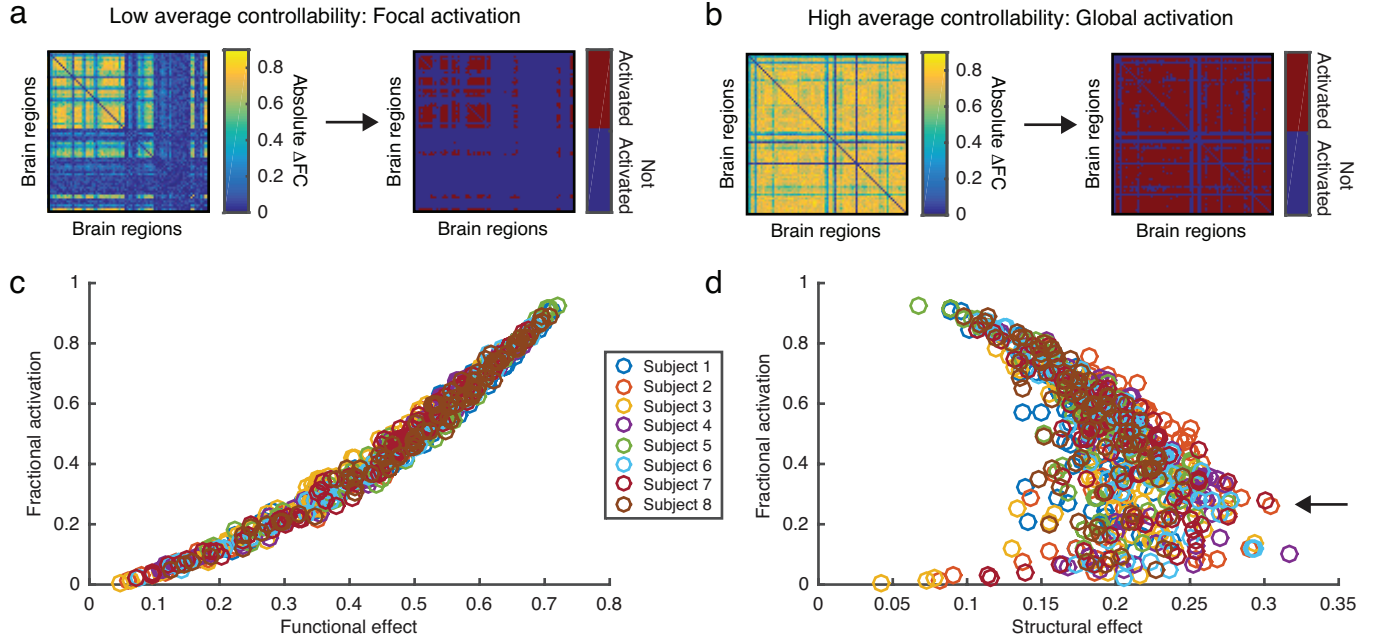 a
Low average controllability: Focal activation
Brain regions
Brain regions
0.8
0.6
0.4
0.2
0
Absolute ΔFC
Brain regions
Activated
Not
Activated
b
High average controllability: Global activation
Brain regions
Brain regions
0.8
0.6
0.4
0.2
0
Absolute ΔFC
Brain regions
Activated
Not
Activated
c
Fractional activation
1
0.8
0.6
0.4
0.2
0
0 0.1 0.2 0.3 0.4 0.5 0.6 0.7 0.8
Functional effect
Subject 1
Subject 2
Subject 3
Subject 4
Subject 5
Subject 6
Subject 7
Subject 8
d
Fractional activation
1
0.8
0.6
0.4
0.2
0
0 0.05 0.1 0.15 0.2 0.25 0.3 0.35
Structural effect